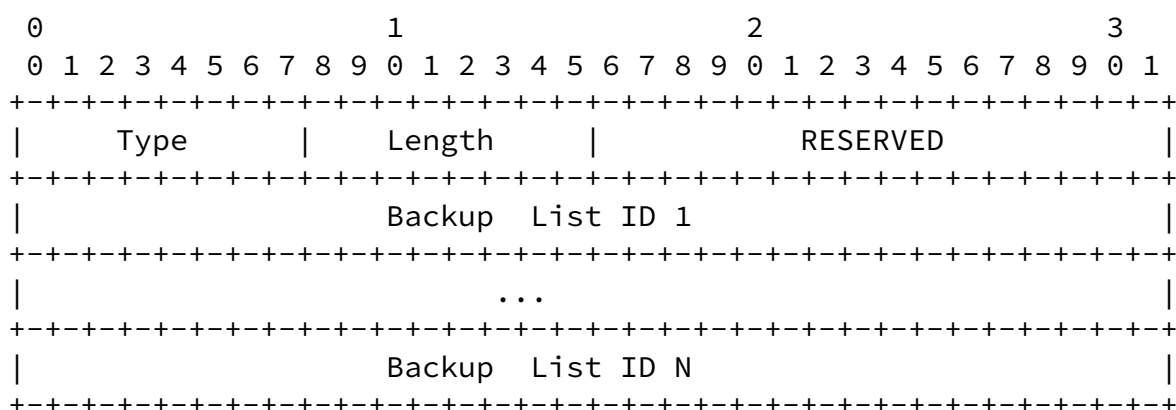 0                   1                   2                   3
 0 1 2 3 4 5 6 7 8 9 0 1 2 3 4 5 6 7 8 9 0 1 2 3 4 5 6 7 8 9 0 1
+-+-+-+-+-+-+-+-+-+-+-+-+-+-+-+-+-+-+-+-+-+-+-+-+-+-+-+-+-+-+-+-+
|      Type     |    Length     |           RESERVED            |
+-+-+-+-+-+-+-+-+-+-+-+-+-+-+-+-+-+-+-+-+-+-+-+-+-+-+-+-+-+-+-+-+
|                    Backup  List ID 1                          |
+-+-+-+-+-+-+-+-+-+-+-+-+-+-+-+-+-+-+-+-+-+-+-+-+-+-+-+-+-+-+-+-+
|                          ...                                  |
+-+-+-+-+-+-+-+-+-+-+-+-+-+-+-+-+-+-+-+-+-+-+-+-+-+-+-+-+-+-+-+-+
|                    Backup  List ID N                          |
+-+-+-+-+-+-+-+-+-+-+-+-+-+-+-+-+-+-+-+-+-+-+-+-+-+-+-+-+-+-+-+-+